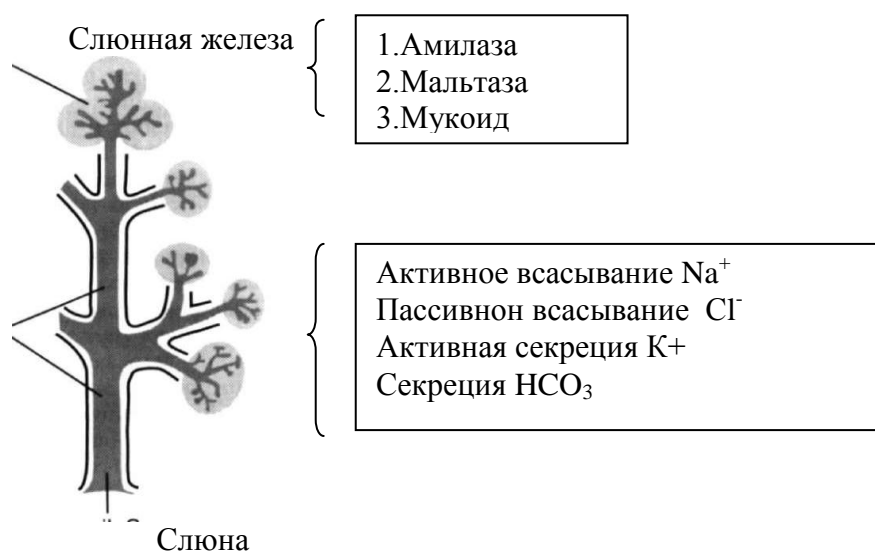 Слюнная железа
1.Амилаза
2.Мальтаза
3.Мукоид
Активное всасывание Na⁺
Пассивнон всасывание Cl⁻
Активная секреция К+
Секреция HCO₃
Слюна